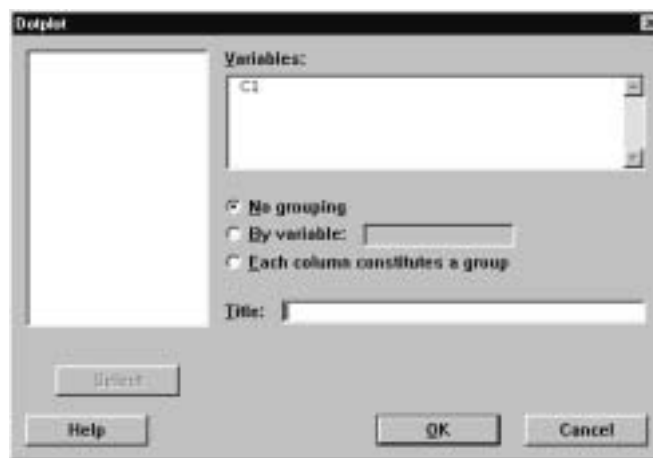 Dotplot
Variables:
C1
No grouping
By variable:
Each column constitutes a group
Title:
Select
Help
OK
Cancel